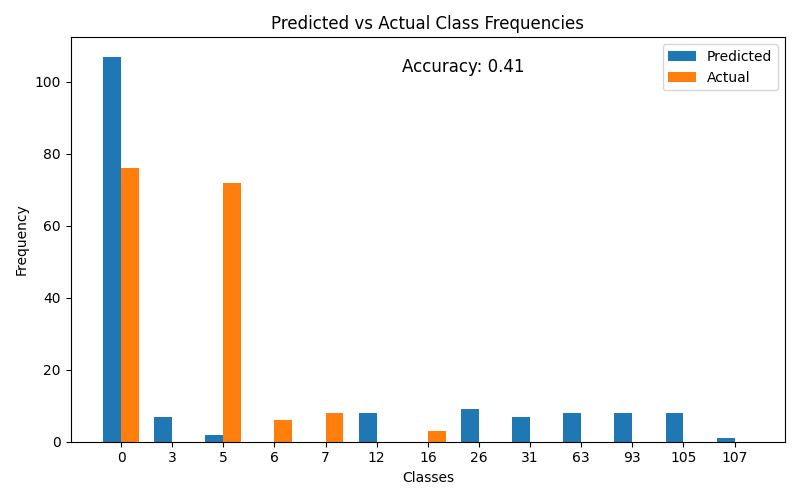 Predicted vs Actual Class Frequencies
Accuracy: 0.41
Predicted
Actual
100
80
60
40
20
0
Frequency
0 3 5 6 7 12 16 26 31 63 93 105 107
Classes